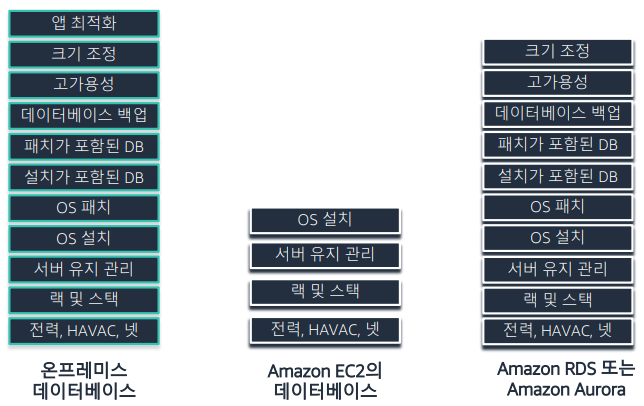 앱 최적화
크기 조정
고가용성
데이터베이스 백업
패치가 포함된 DB
설치가 포함된 DB
OS 패치
OS 설치
서버 유지 관리
랙 및 스택
전력, HAVAC, 넷
온프레미스
데이터베이스
OS 설치
서버 유지 관리
랙 및 스택
전력, HAVAC, 넷
Amazon EC2의
데이터베이스
크기 조정
고가용성
데이터베이스 백업
패치가 포함된 DB
설치가 포함된 DB
OS 패치
OS 설치
서버 유지 관리
랙 및 스택
전력, HAVAC, 넷
Amazon RDS 또는
Amazon Aurora